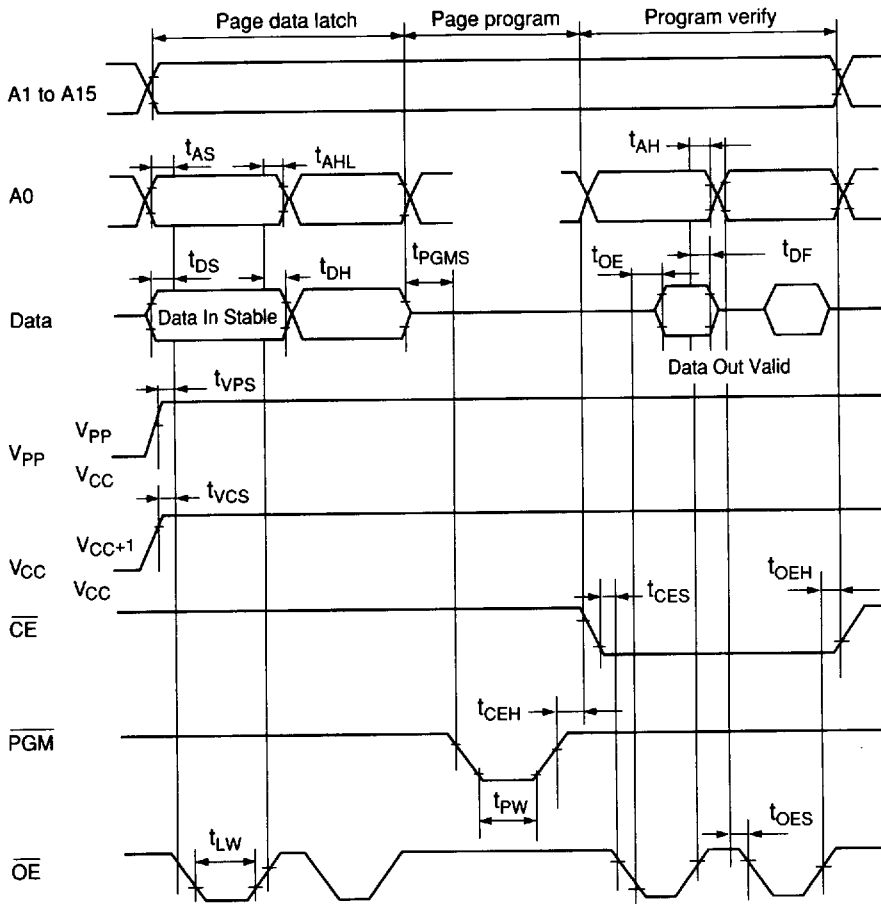 Page data latch Page program Program verify
A1 to A15
tAS tAHL tAH
A0
tDS tDH tPGMS tOE tDF
Data Data In Stable
Data Out Valid
tVPS
VPP VPP
VCC
tVCS
VCC VCC+1
VCC
tCES tOEH
CE
tCEH
PGM
tPW
tOES
tLW
OE